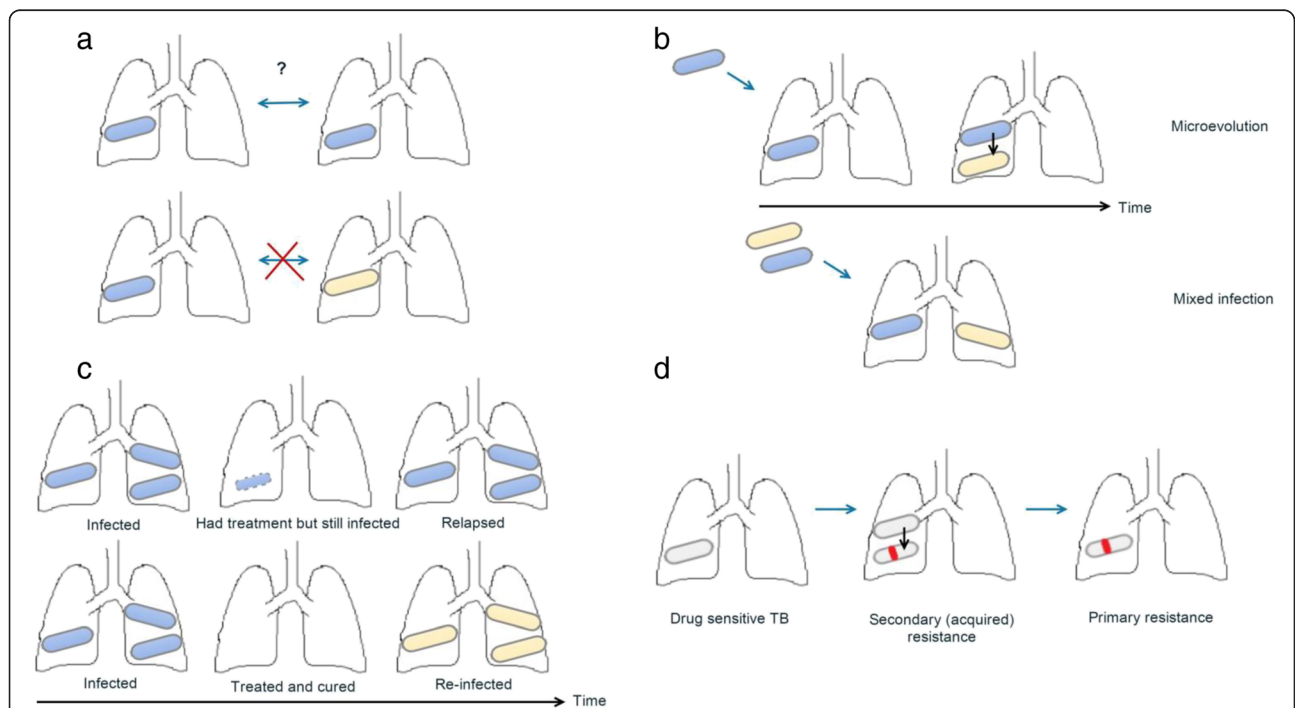 a
?
b
Microevolution
Time
Mixed infection
c
Infected
Had treatment but still infected
Relapsed
Infected
Treated and cured
Re-infected
Time
d
Drug sensitive TB
Secondary (acquired)
resistance
Primary resistance